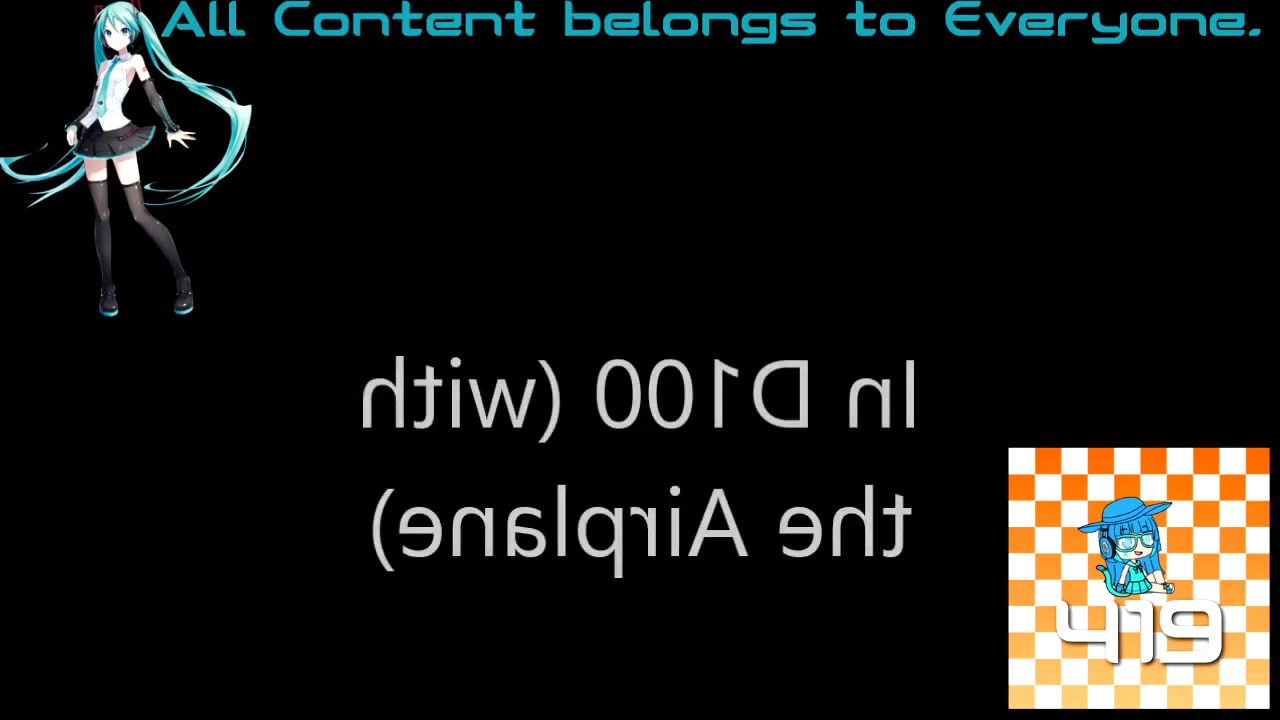 All Content belongs to Everyone.
In D100 (with
the Airplane)
419